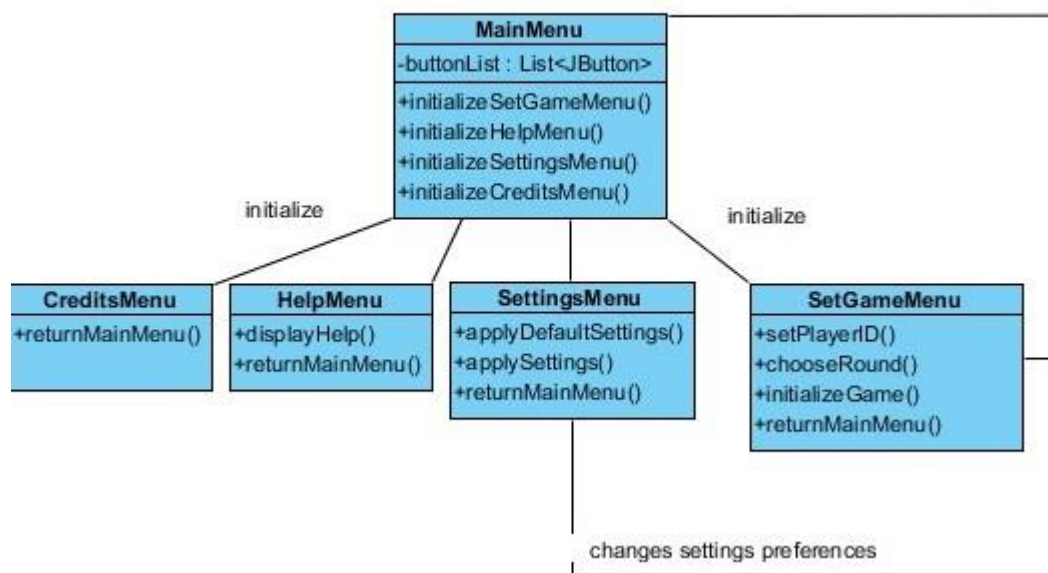 MainMenu
-buttonList : List<JButton>
+initializeSetGameMenu()
+initializeHelpMenu()
+initializeSettingsMenu()
+initializeCreditsMenu()
initialize
initialize
CreditsMenu
+returnMainMenu()
HelpMenu
+displayHelp()
+returnMainMenu()
SettingsMenu
+applyDefaultSettings()
+applySettings()
+returnMainMenu()
SetGameMenu
+setPlayerID()
+chooseRound()
+initializeGame()
+returnMainMenu()
changes settings preferences